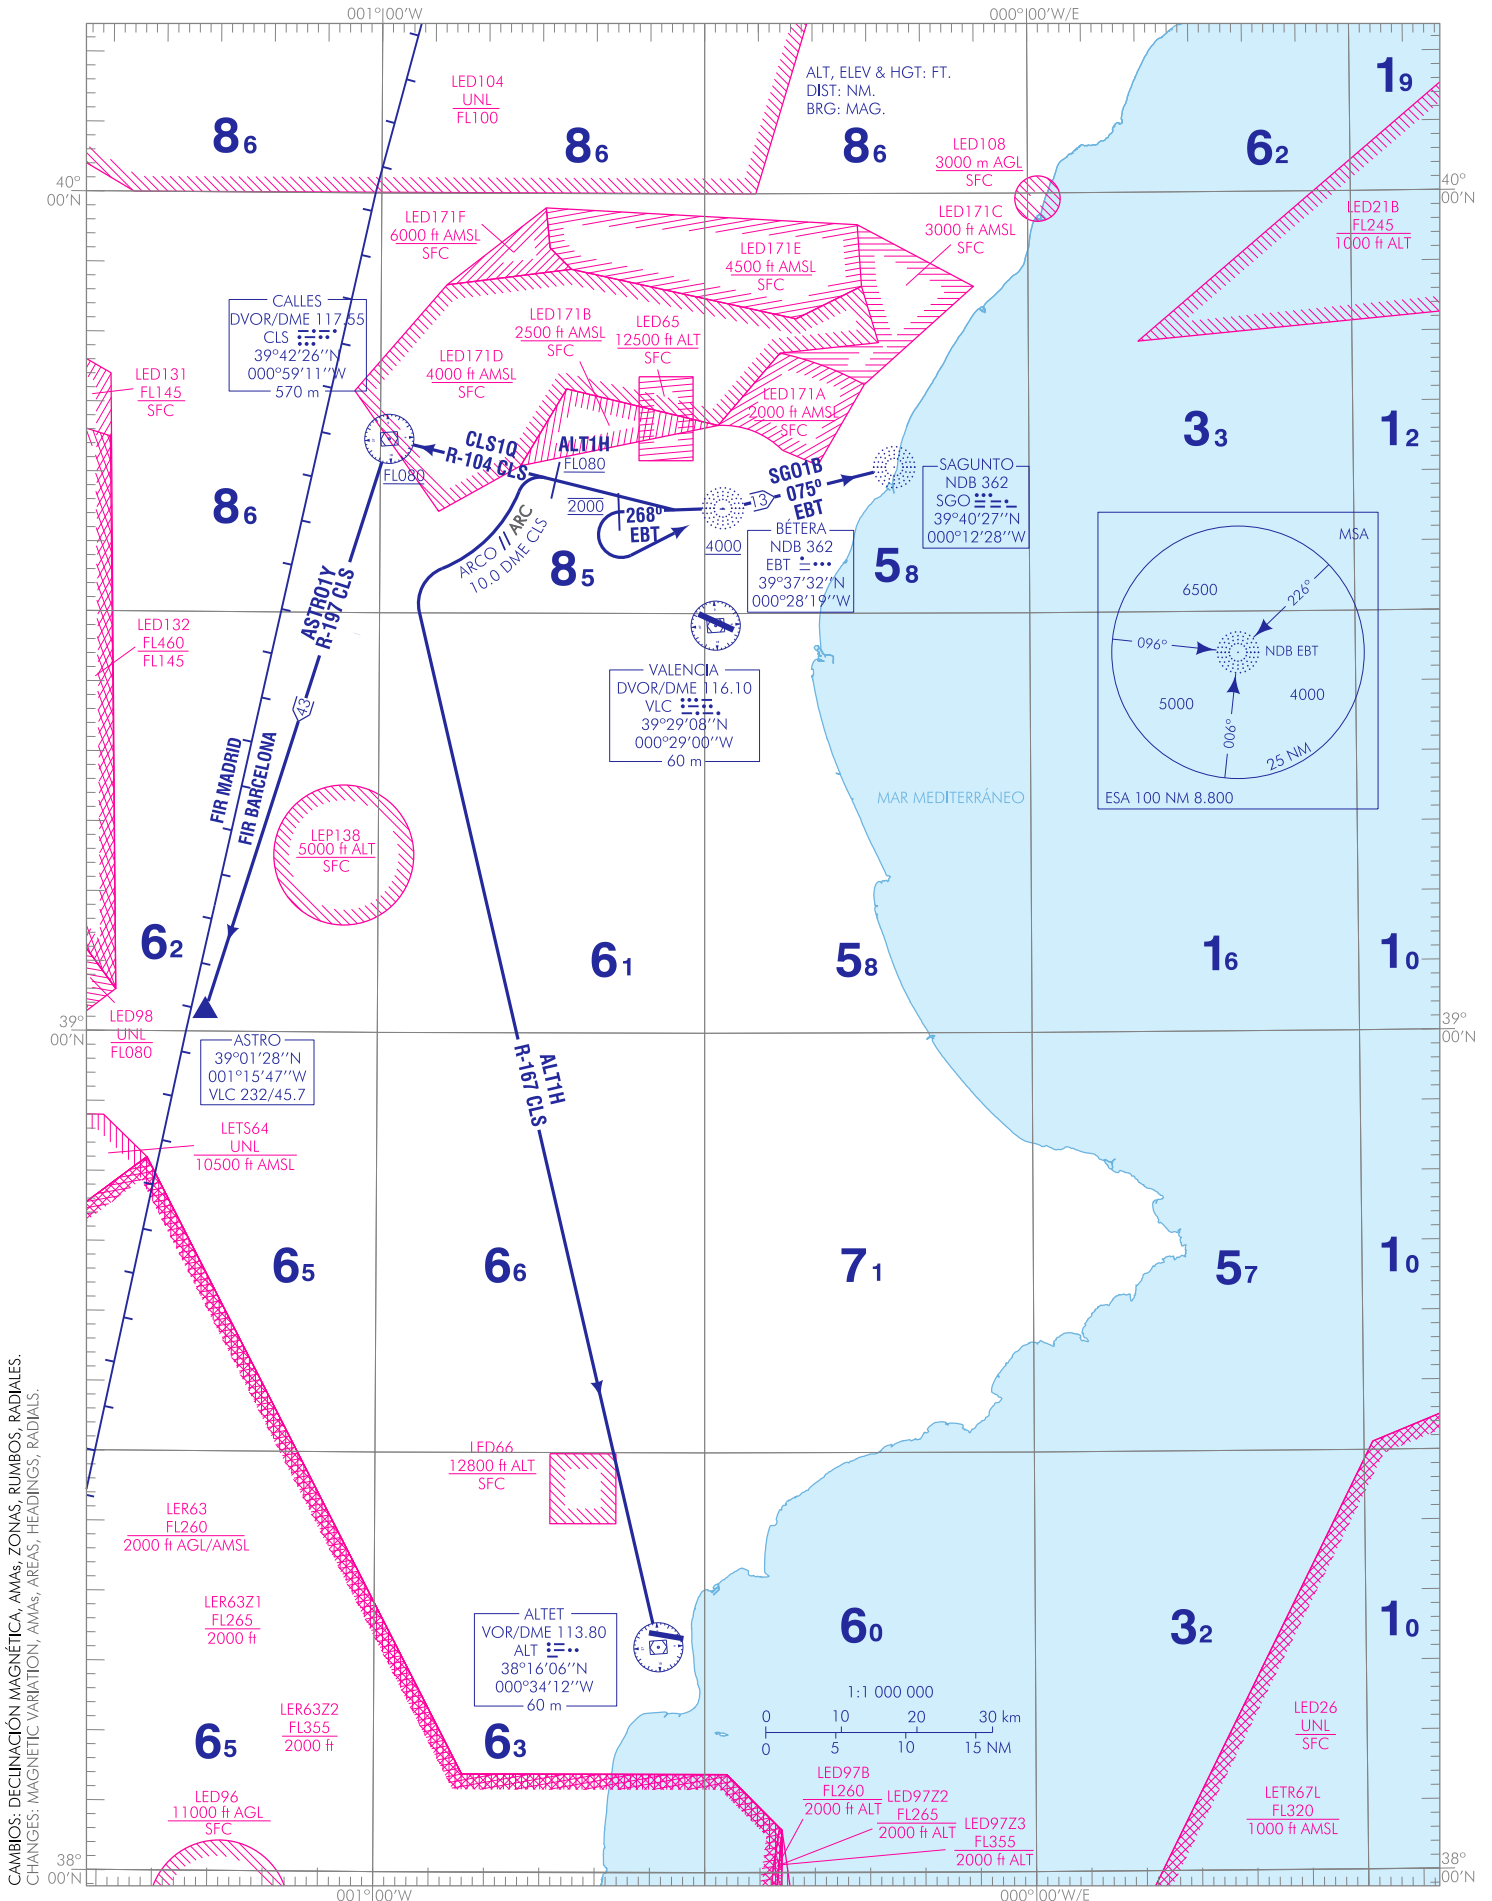 001°00'W
000°00'W/E
ALT, ELEV & HGT: FT.
DIST: NM.
BRG: MAG.
LED104
UNL
FL100
19
86
86
86
62
LED108
3000 m AGL
SFC
40°
00'N
40°
00'N
LED171F
6000 ft AMSL
SFC
LED171C
3000 ft AMSL
SFC
LED21B
FL245
1000 ft ALT
LED171E
4500 ft AMSL
SFC
CALLES
DVOR/DME 117.55
CLS
39°42'26''N
000°59'11''W
570 m
LED171B
2500 ft AMSL
SFC
LED65
12500 ft ALT
SFC
LED171D
4000 ft AMSL
SFC
LED131
FL145
SFC
LED171A
2000 ft AMSL
SFC
33
12
CLS1Q
R-104 CLS
ALT1H
FL080
FL080
SGO1B
075°
EBT
13
SAGUNTO
NDB 362
SGO
39°40'27''N
000°12'28''W
86
2000
268°
EBT
4000
BÉTERA
NDB 362
EBT
39°37'32''N
000°28'19''W
ARCO // ARC
10.0 DME CLS
85
58
MSA
6500
226°
096°
NDB EBT
5000
4000
006°
25 NM
ESA 100 NM 8.800
ASTRO1Y
R-197 CLS
LED132
FL460
FL145
VALENCIA
DVOR/DME 116.10
VLC
39°29'08''N
000°29'00''W
60 m
43
FIR MADRID
FIR BARCELONA
MAR MEDITERRÁNEO
LEP138
5000 ft ALT
SFC
62
61
58
16
10
LED98
UNL
FL080
39°
00'N
39°
00'N
ASTRO
39°01'28''N
001°15'47''W
VLC 232/45.7
ALT1H
R-167 CLS
LETS64
UNL
10500 ft AMSL
65
66
71
57
10
LED66
12800 ft ALT
SFC
LER63
FL260
2000 ft AGL/AMSL
LER63Z1
FL265
2000 ft
ALTET
VOR/DME 113.80
ALT
38°16'06''N
000°34'12''W
60 m
60
32
10
1:1 000 000
0 10 20 30 km
0 5 10 15 NM
LER63Z2
FL355
2000 ft
65
63
LED26
UNL
SFC
LED97B
FL260
2000 ft ALT
LED97Z2
FL265
2000 ft ALT
LED97Z3
FL355
2000 ft ALT
LETR67L
FL320
1000 ft AMSL
LED96
11000 ft AGL
SFC
38°
00'N
38°
00'N
001°00'W
000°00'W/E
CAMBIOS: DECLINACIÓN MAGNÉTICA, AMAs, ZONAS, RUMBOS, RADIALES.
CHANGES: MAGNETIC VARIATION, AMAs, AREAS, HEADINGS, RADIALS.